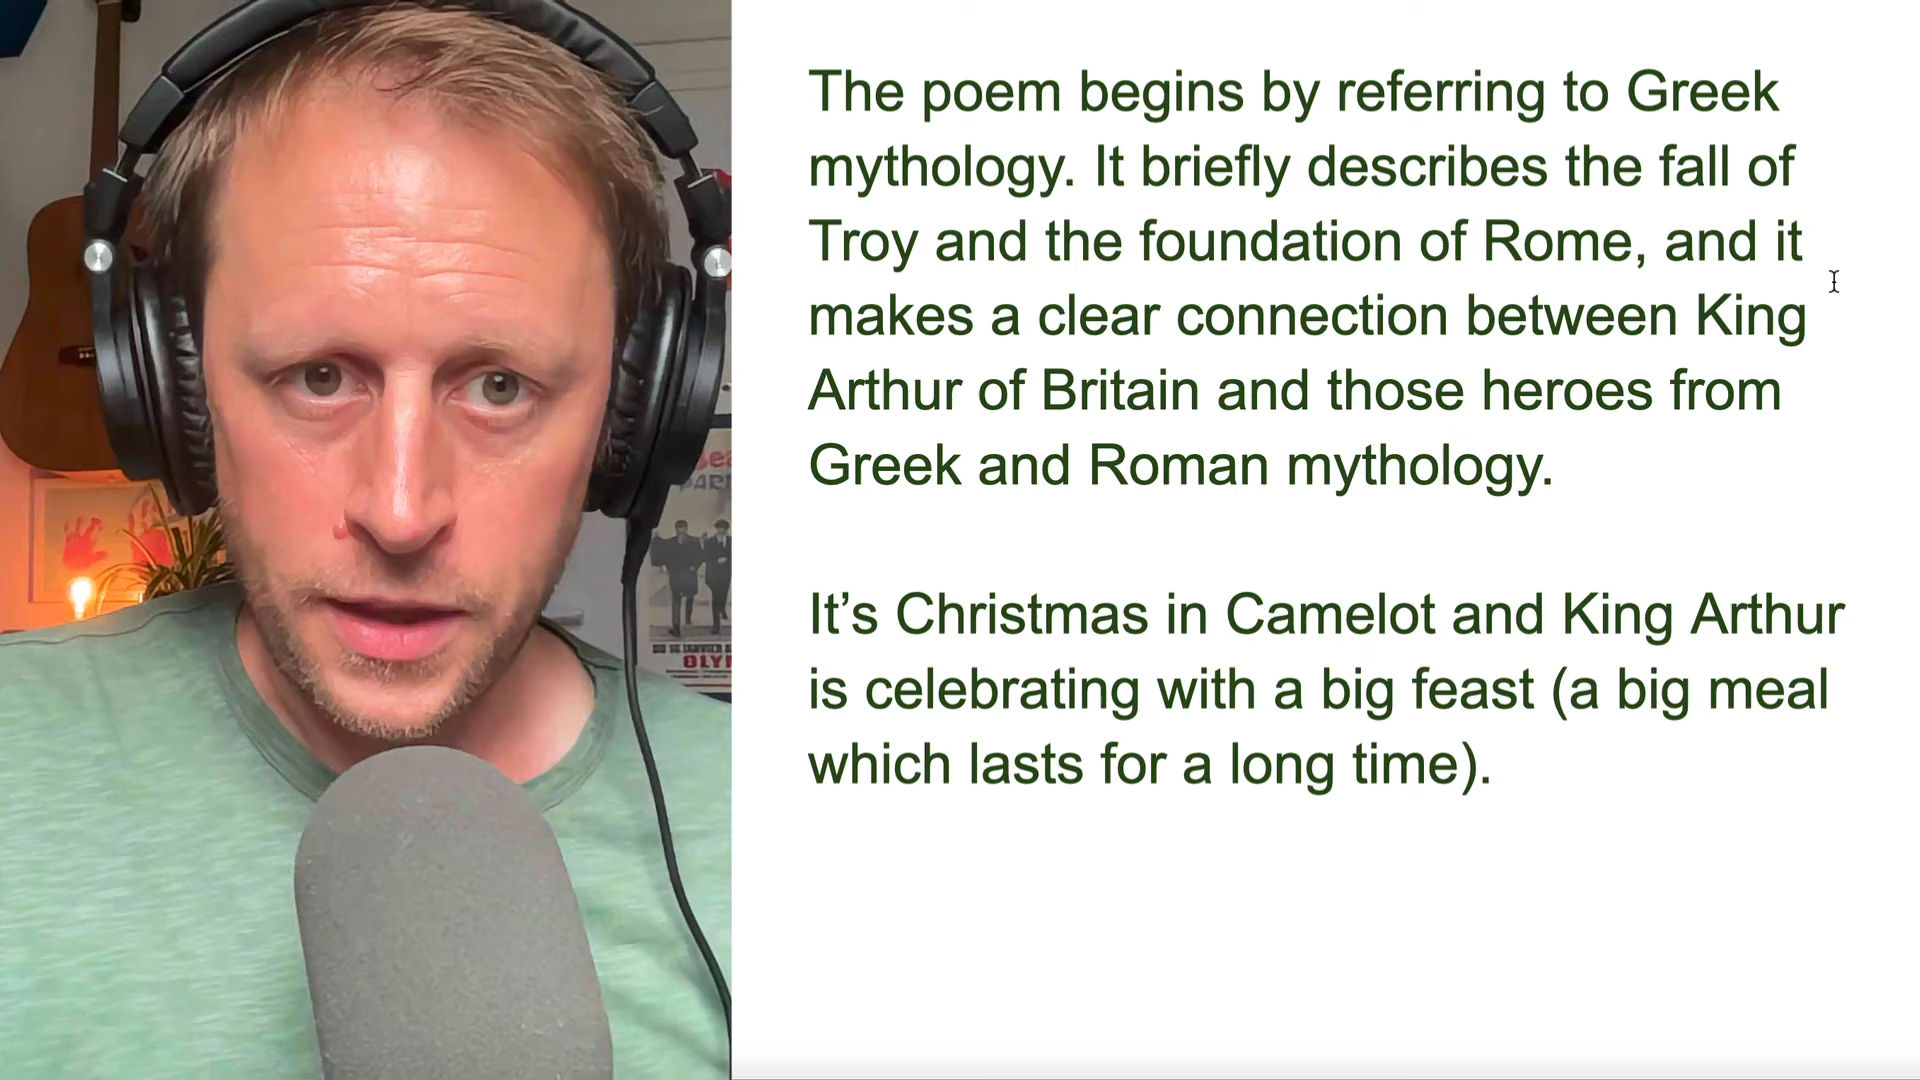 The poem begins by referring to Greek
mythology. It briefly describes the fall of
Troy and the foundation of Rome, and it
makes a clear connection between King
Arthur of Britain and those heroes from
Greek and Roman mythology.
It's Christmas in Camelot and King Arthur
is celebrating with a big feast (a big meal
which lasts for a long time).
OLY